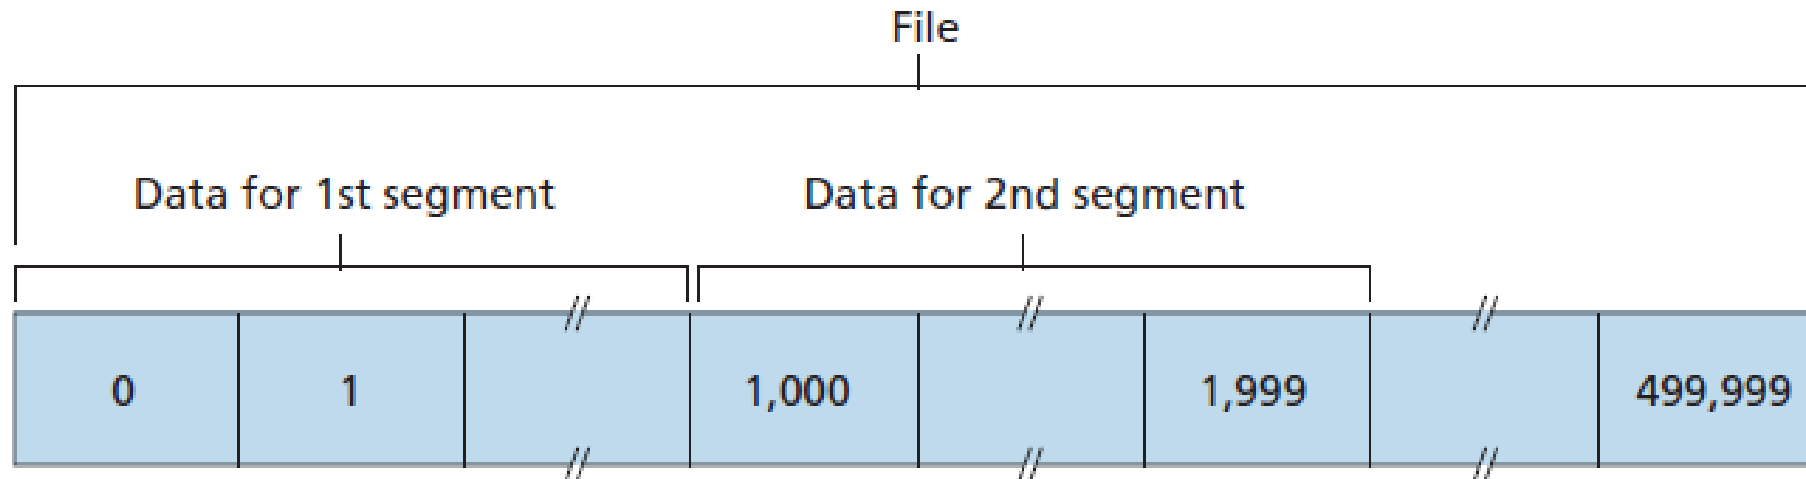 File
Data for 1st segment Data for 2nd segment
0 1 1,000 1,999 499,999